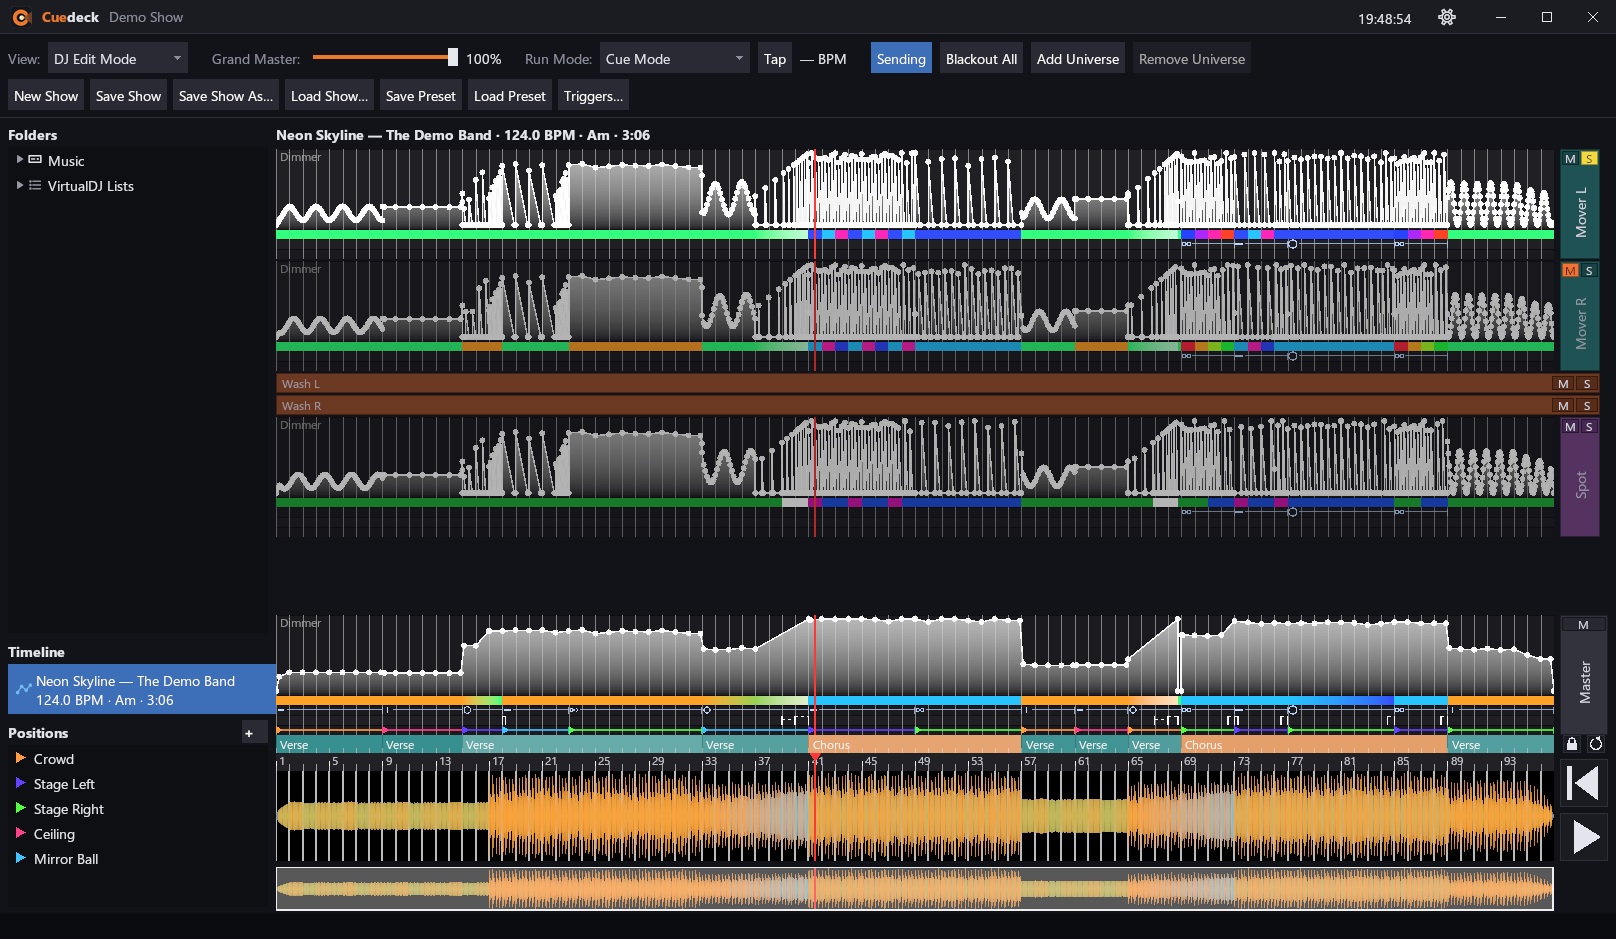 Cuedeck Demo Show 19:48:54
View: DJ Edit Mode Grand Master: 100% Run Mode: Cue Mode Tap — BPM Sending Blackout All Add Universe Remove Universe
New Show Save Show Save Show As... Load Show... Save Preset Load Preset Triggers...
Folders
Music
VirtualDJ Lists
Neon Skyline — The Demo Band · 124.0 BPM · Am · 3:06
Dimmer
M S
Mover L
Dimmer
M S
Mover R
Wash L M S
Wash R M S
Dimmer
M S
Spot
Timeline
Neon Skyline — The Demo Band
124.0 BPM · Am · 3:06
Dimmer
M
Master
Positions +
Crowd
Stage Left
Stage Right
Ceiling
Mirror Ball
Verse Verse Verse Verse Chorus Verse Verse Verse Chorus Verse
1 5 9 13 17 21 25 29 33 37 41 45 49 53 57 61 65 69 73 77 81 85 89 93